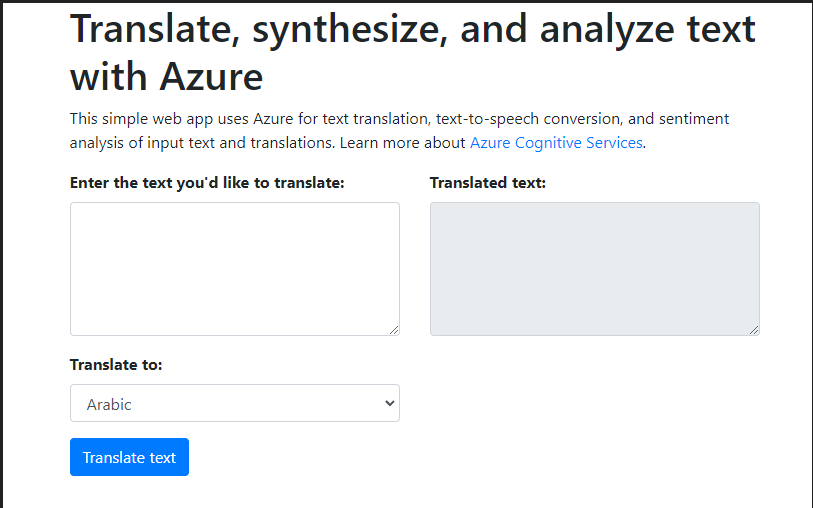 Translate, synthesize, and analyze text
with Azure
This simple web app uses Azure for text translation, text-to-speech conversion, and sentiment
analysis of input text and translations. Learn more about Azure Cognitive Services.
Enter the text you'd like to translate:
Translated text:
Translate to:
Arabic
Translate text